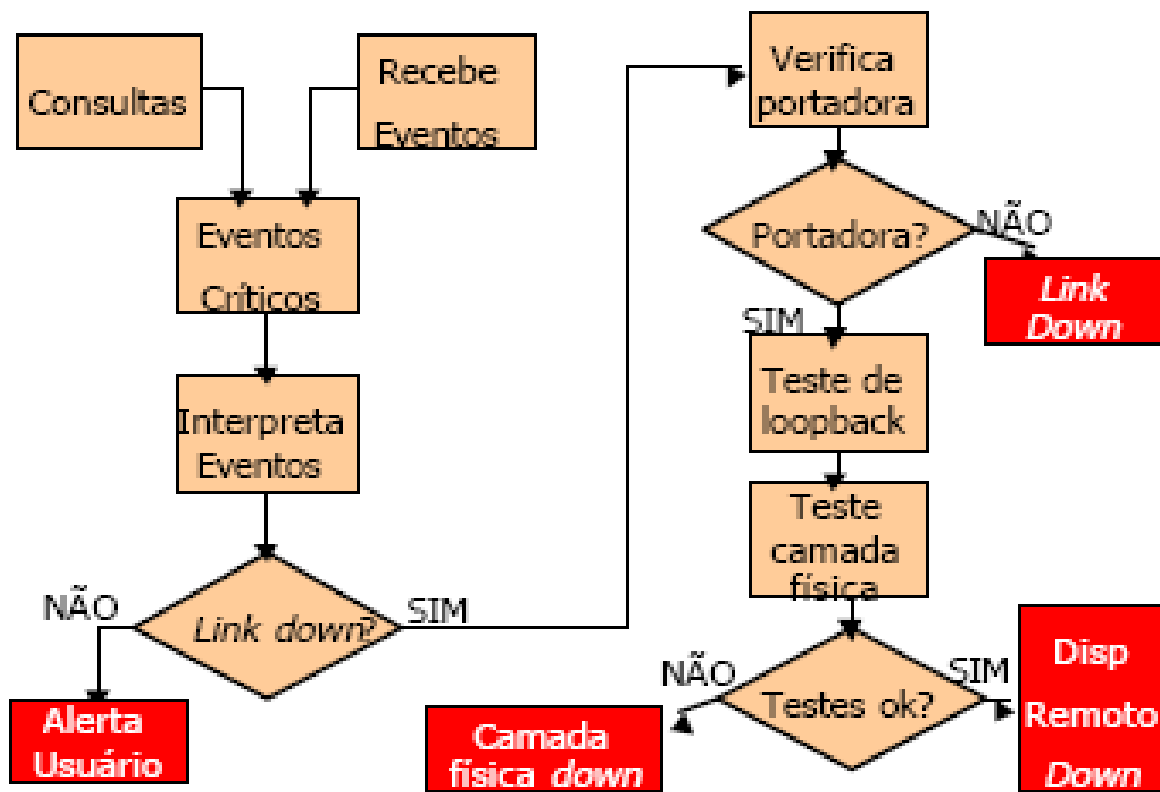 Consultas
Recebe
Eventos
Eventos
Críticos
Interpreta
Eventos
NÃO
Link down?
SIM
Alerta
Usuário
Verifica
portadora
Portadora?
NÃO
Link
Down
SIM
Teste de
loopback
Teste
camada
física
NÃO
Testes ok?
SIM
Camada
física down
Disp
Remoto
Down